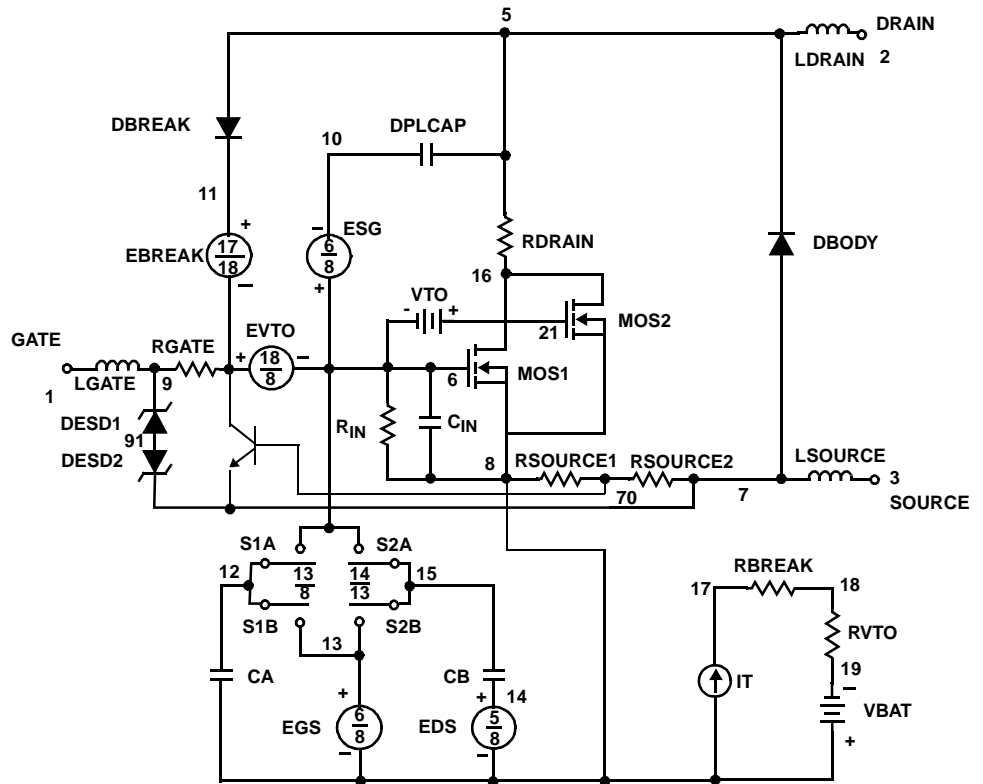 5
DRAIN
LDRAIN 2
DBREAK
10
DPLCAP
11
+
EBREAK
17
18
−
− ESG
6
8
+
RDRAIN
DBODY
16
- VTO +
21
MOS2
GATE
1
LGATE
9
RGATE
+ EVTO −
18
8
6
MOS1
DESD1
91
DESD2
RIN
CIN
8
RSOURCE1
RSOURCE2
70
7
LSOURCE
3
SOURCE
S1A
S2A
12
13
8
14
13
15
S1B
S2B
13
CA
+
EGS
6
8
−
CB
+ 14
EDS
5
8
−
RBREAK
17
18
RVTO
19
IT
−
VBAT
+